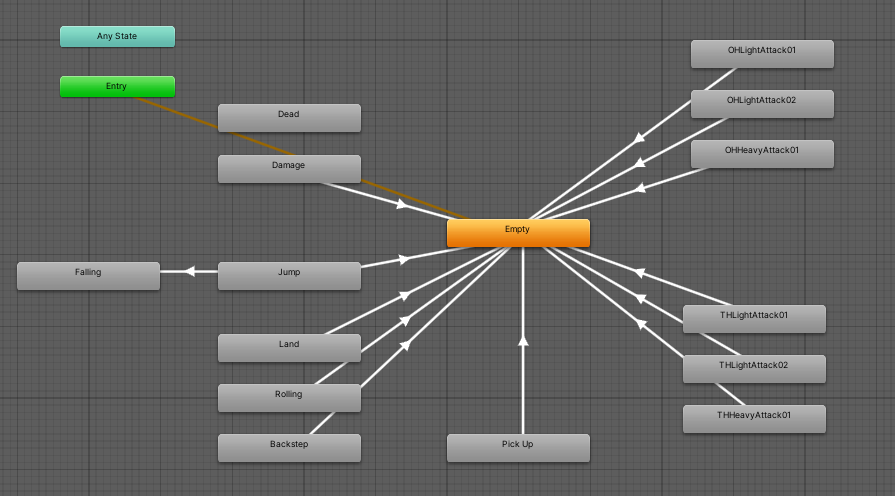 Any State
Entry
Dead
Damage
Empty
Falling
Jump
Land
Rolling
Backstep
Pick Up
OHLightAttack01
OHLightAttack02
OHHeavyAttack01
THLightAttack01
THLightAttack02
THHeavyAttack01